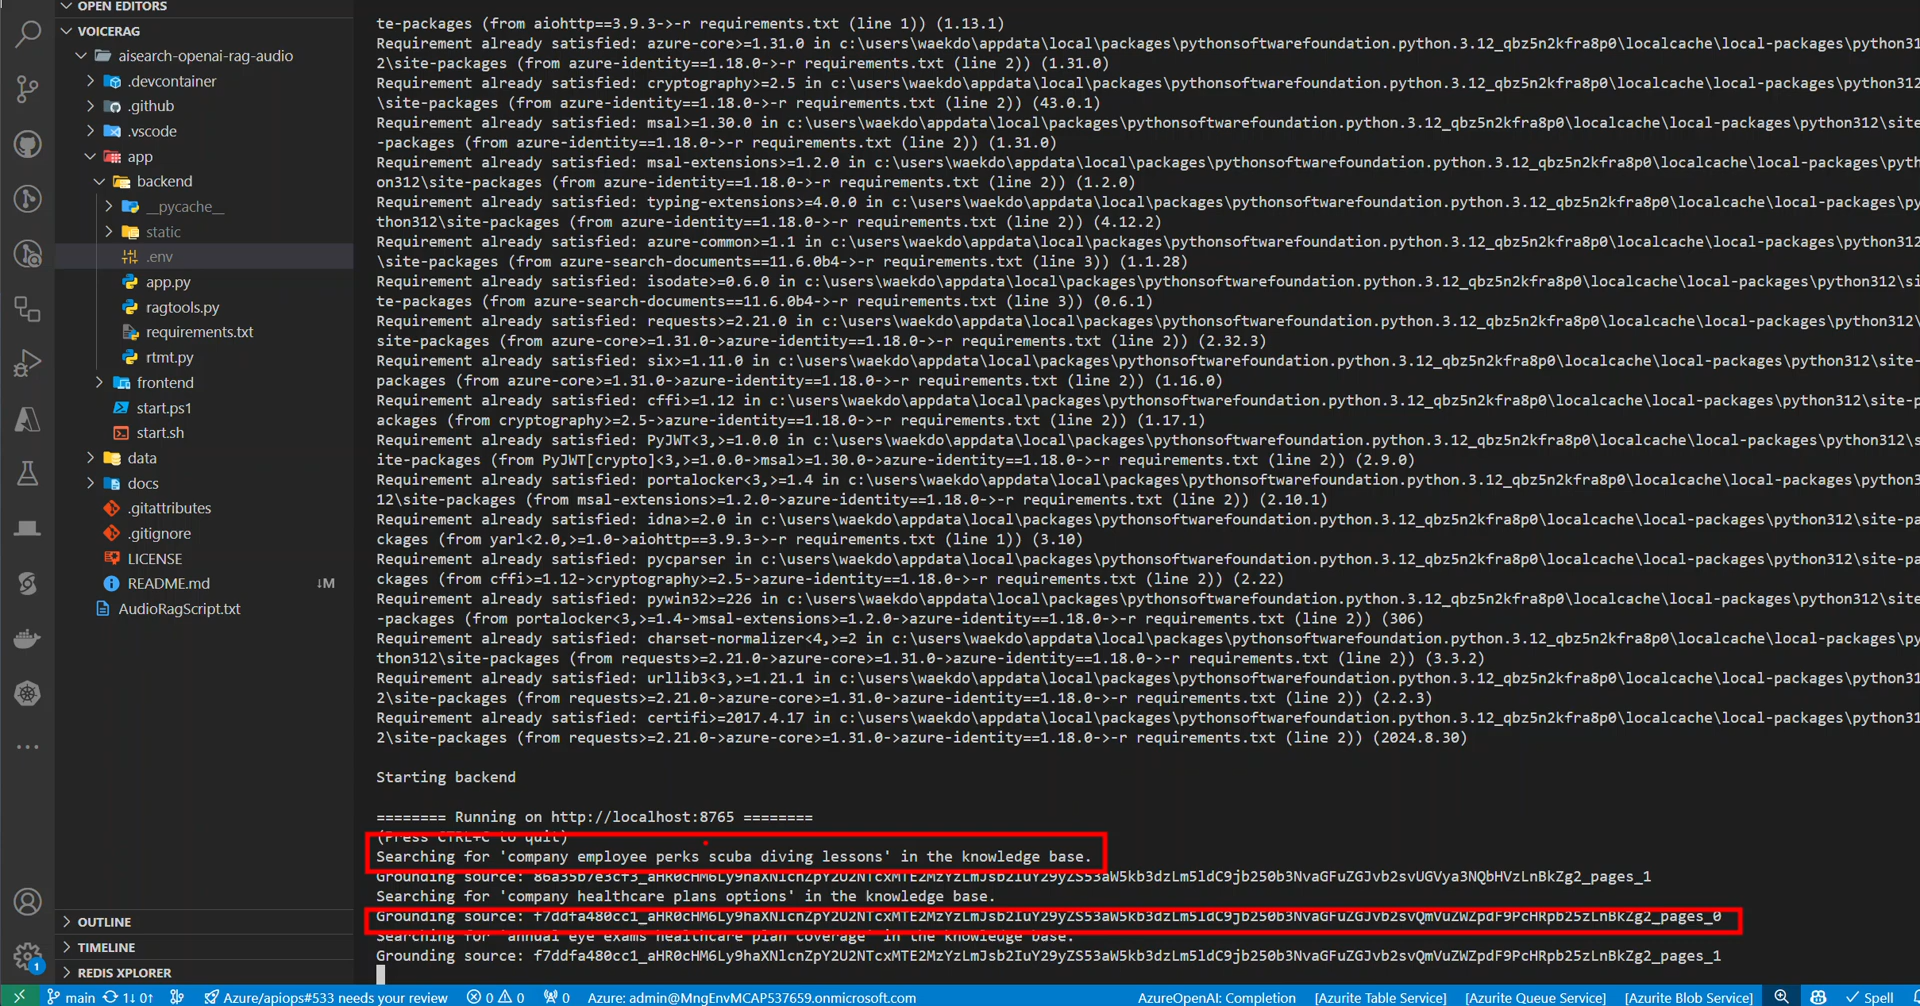 OPEN EDITORS
VOICERAG
aisearch-openai-rag-audio
.devcontainer
.github
.vscode
app
backend
__pycache__
static
.env
app.py
ragtools.py
requirements.txt
rtmt.py
frontend
start.ps1
start.sh
data
docs
.gitattributes
.gitignore
LICENSE
README.md ↓M
AudioRagScript.txt
OUTLINE
TIMELINE
REDIS XPLORER
te-packages (from aiohttp==3.9.3->-r requirements.txt (line 1)) (1.13.1)
Requirement already satisfied: azure-core>=1.31.0 in c:\users\waekdo\appdata\local\packages\pythonsoftwarefoundation.python.3.12_qbz5n2kfra8p0\localcache\local-packages\python31
2\site-packages (from azure-identity==1.18.0->-r requirements.txt (line 2)) (1.31.0)
Requirement already satisfied: cryptography>=2.5 in c:\users\waekdo\appdata\local\packages\pythonsoftwarefoundation.python.3.12_qbz5n2kfra8p0\localcache\local-packages\python312
\site-packages (from azure-identity==1.18.0->-r requirements.txt (line 2)) (43.0.1)
Requirement already satisfied: msal>=1.30.0 in c:\users\waekdo\appdata\local\packages\pythonsoftwarefoundation.python.3.12_qbz5n2kfra8p0\localcache\local-packages\python312\site
-packages (from azure-identity==1.18.0->-r requirements.txt (line 2)) (1.31.0)
Requirement already satisfied: msal-extensions>=1.2.0 in c:\users\waekdo\appdata\local\packages\pythonsoftwarefoundation.python.3.12_qbz5n2kfra8p0\localcache\local-packages\pyth
on312\site-packages (from azure-identity==1.18.0->-r requirements.txt (line 2)) (1.2.0)
Requirement already satisfied: typing-extensions>=4.0.0 in c:\users\waekdo\appdata\local\packages\pythonsoftwarefoundation.python.3.12_qbz5n2kfra8p0\localcache\local-packages\py
thon312\site-packages (from azure-identity==1.18.0->-r requirements.txt (line 2)) (4.12.2)
Requirement already satisfied: azure-common>=1.1 in c:\users\waekdo\appdata\local\packages\pythonsoftwarefoundation.python.3.12_qbz5n2kfra8p0\localcache\local-packages\python312
\site-packages (from azure-search-documents==11.6.0b4->-r requirements.txt (line 3)) (1.1.28)
Requirement already satisfied: isodate>=0.6.0 in c:\users\waekdo\appdata\local\packages\pythonsoftwarefoundation.python.3.12_qbz5n2kfra8p0\localcache\local-packages\python312\si
te-packages (from azure-search-documents==11.6.0b4->-r requirements.txt (line 3)) (0.6.1)
Requirement already satisfied: requests>=2.21.0 in c:\users\waekdo\appdata\local\packages\pythonsoftwarefoundation.python.3.12_qbz5n2kfra8p0\localcache\local-packages\python312\
site-packages (from azure-core>=1.31.0->azure-identity==1.18.0->-r requirements.txt (line 2)) (2.32.3)
Requirement already satisfied: six>=1.11.0 in c:\users\waekdo\appdata\local\packages\pythonsoftwarefoundation.python.3.12_qbz5n2kfra8p0\localcache\local-packages\python312\site-
packages (from azure-core>=1.31.0->azure-identity==1.18.0->-r requirements.txt (line 2)) (1.16.0)
Requirement already satisfied: cffi>=1.12 in c:\users\waekdo\appdata\local\packages\pythonsoftwarefoundation.python.3.12_qbz5n2kfra8p0\localcache\local-packages\python312\site-p
ackages (from cryptography>=2.5->azure-identity==1.18.0->-r requirements.txt (line 2)) (1.17.1)
Requirement already satisfied: PyJWT<3,>=1.0.0 in c:\users\waekdo\appdata\local\packages\pythonsoftwarefoundation.python.3.12_qbz5n2kfra8p0\localcache\local-packages\python312\s
ite-packages (from PyJWT[crypto]<3,>=1.0.0->msal>=1.30.0->azure-identity==1.18.0->-r requirements.txt (line 2)) (2.9.0)
Requirement already satisfied: portalocker<3,>=1.4 in c:\users\waekdo\appdata\local\packages\pythonsoftwarefoundation.python.3.12_qbz5n2kfra8p0\localcache\local-packages\python3
12\site-packages (from msal-extensions>=1.2.0->azure-identity==1.18.0->-r requirements.txt (line 2)) (2.10.1)
Requirement already satisfied: idna>=2.0 in c:\users\waekdo\appdata\local\packages\pythonsoftwarefoundation.python.3.12_qbz5n2kfra8p0\localcache\local-packages\python312\site-pa
ckages (from yarl<2.0,>=1.0->aiohttp==3.9.3->-r requirements.txt (line 1)) (3.10)
Requirement already satisfied: pycparser in c:\users\waekdo\appdata\local\packages\pythonsoftwarefoundation.python.3.12_qbz5n2kfra8p0\localcache\local-packages\python312\site-pa
ckages (from cffi>=1.12->cryptography>=2.5->azure-identity==1.18.0->-r requirements.txt (line 2)) (2.22)
Requirement already satisfied: pywin32>=226 in c:\users\waekdo\appdata\local\packages\pythonsoftwarefoundation.python.3.12_qbz5n2kfra8p0\localcache\local-packages\python312\site
-packages (from portalocker<3,>=1.4->msal-extensions>=1.2.0->azure-identity==1.18.0->-r requirements.txt (line 2)) (306)
Requirement already satisfied: charset-normalizer<4,>=2 in c:\users\waekdo\appdata\local\packages\pythonsoftwarefoundation.python.3.12_qbz5n2kfra8p0\localcache\local-packages\py
thon312\site-packages (from requests>=2.21.0->azure-core>=1.31.0->azure-identity==1.18.0->-r requirements.txt (line 2)) (3.3.2)
Requirement already satisfied: urllib3<3,>=1.21.1 in c:\users\waekdo\appdata\local\packages\pythonsoftwarefoundation.python.3.12_qbz5n2kfra8p0\localcache\local-packages\python31
2\site-packages (from requests>=2.21.0->azure-core>=1.31.0->azure-identity==1.18.0->-r requirements.txt (line 2)) (2.2.3)
Requirement already satisfied: certifi>=2017.4.17 in c:\users\waekdo\appdata\local\packages\pythonsoftwarefoundation.python.3.12_qbz5n2kfra8p0\localcache\local-packages\python31
2\site-packages (from requests>=2.21.0->azure-core>=1.31.0->azure-identity==1.18.0->-r requirements.txt (line 2)) (2024.8.30)
Starting backend
======== Running on http://localhost:8765 ========
(Press CTRL+C to quit)
Searching for 'company employee perks scuba diving lessons' in the knowledge base.
Grounding source: 86a35b7e3cf3_aHR0cHM6Ly9haXNlcnZpY2U2NTcxMTE2MzYzLmJsb2IuY29yZS53aW5kb3dzLm5ldC9jb250b3NvaGFuZGJvb2svUGVya3NQbHVzLnBkZg2_pages_1
Searching for 'company healthcare plans options' in the knowledge base.
Grounding source: f7ddfa480cc1_aHR0cHM6Ly9haXNlcnZpY2U2NTcxMTE2MzYzLmJsb2IuY29yZS53aW5kb3dzLm5ldC9jb250b3NvaGFuZGJvb2svQmVuZWZpdF9PcHRpb25zLnBkZg2_pages_0
Searching for 'annual eye exams healthcare plan coverage' in the knowledge base.
Grounding source: f7ddfa480cc1_aHR0cHM6Ly9haXNlcnZpY2U2NTcxMTE2MzYzLmJsb2IuY29yZS53aW5kb3dzLm5ldC9jb250b3NvaGFuZGJvb2svQmVuZWZpdF9PcHRpb25zLnBkZg2_pages_1
1
main 1↓ 0↑ Azure/apiops#533 needs your review 0 0 0 Azure: admin@MngEnvMCAP537659.onmicrosoft.com AzureOpenAI: Completion [Azurite Table Service] [Azurite Queue Service] [Azurite Blob Service] Spell